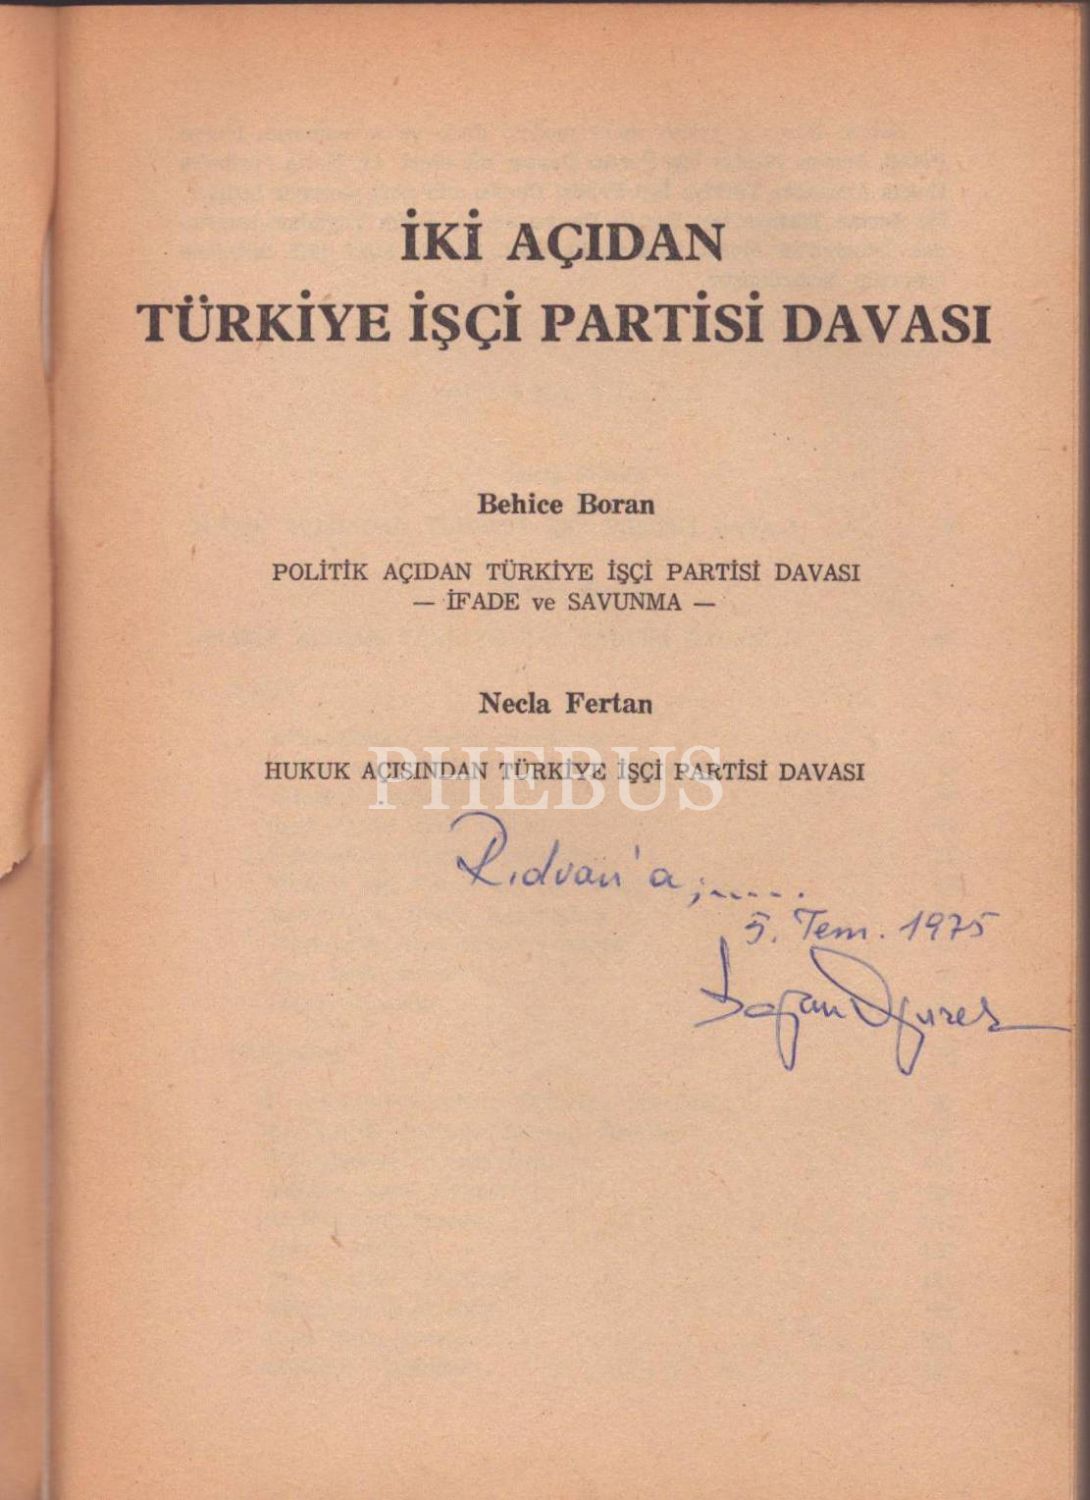 İKİ AÇIDAN
TÜRKİYE İŞÇİ PARTİSİ DAVASI
Behice Boran
POLİTİK AÇIDAN TÜRKİYE İŞÇİ PARTİSİ DAVASI
— İFADE ve SAVUNMA —
Necla Fertan
HUKUK AÇISINDAN TÜRKİYE İŞÇİ PARTİSİ DAVASI
PHEBUS
Rıdvan'a,.....
5. Tem. 1975